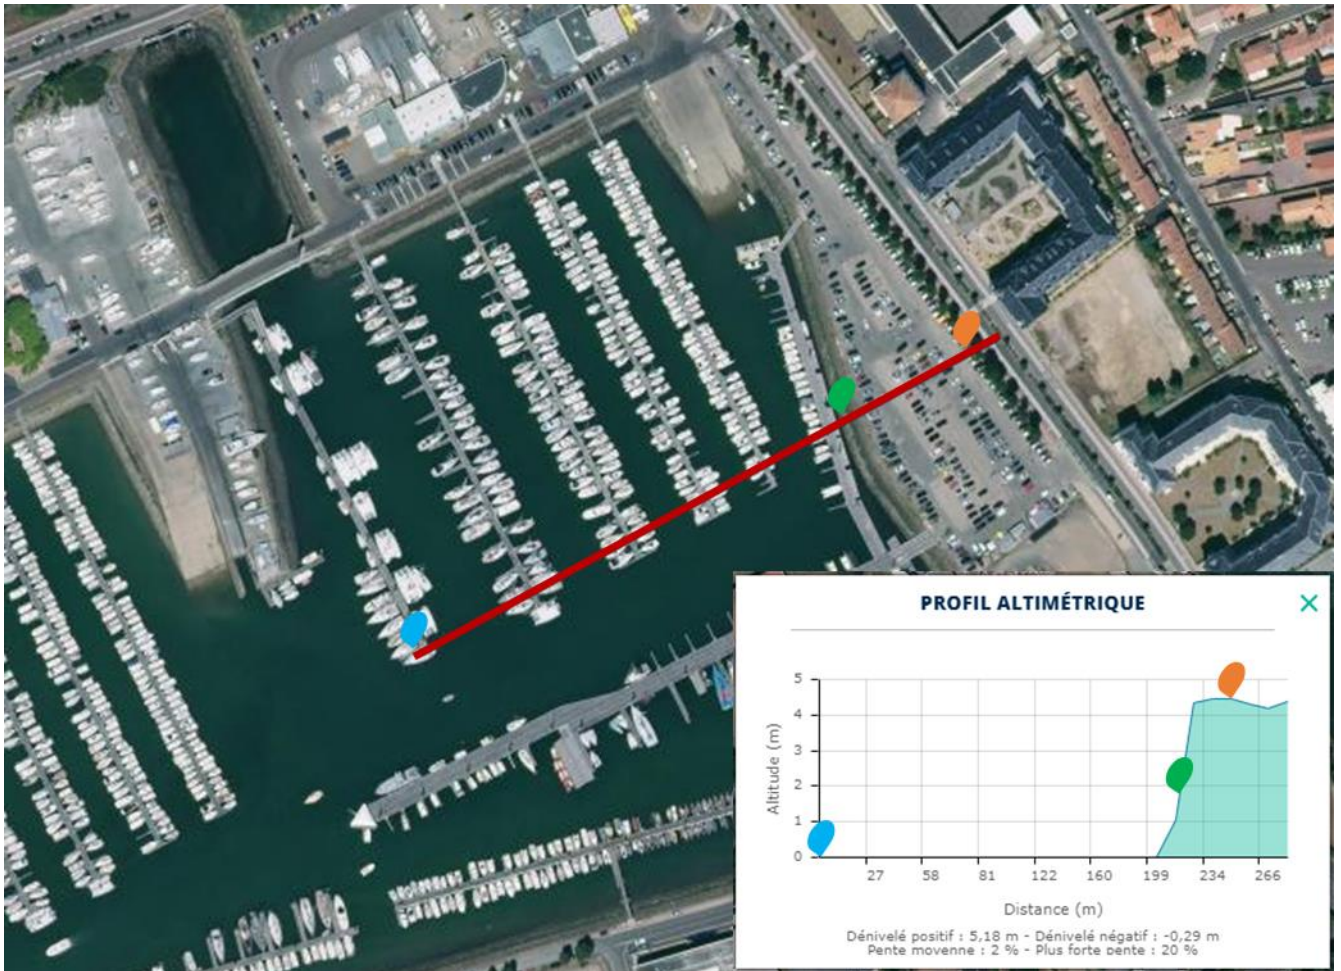 PROFIL ALTIMÉTRIQUE
Altitude (m)
5
4
3
2
1
0
27 58 81 122 160 199 234 266
Distance (m)
Dénivelé positif : 5,18 m - Dénivelé négatif : -0,29 m
Pente movenne : 2 % - Plus forte pente : 20 %